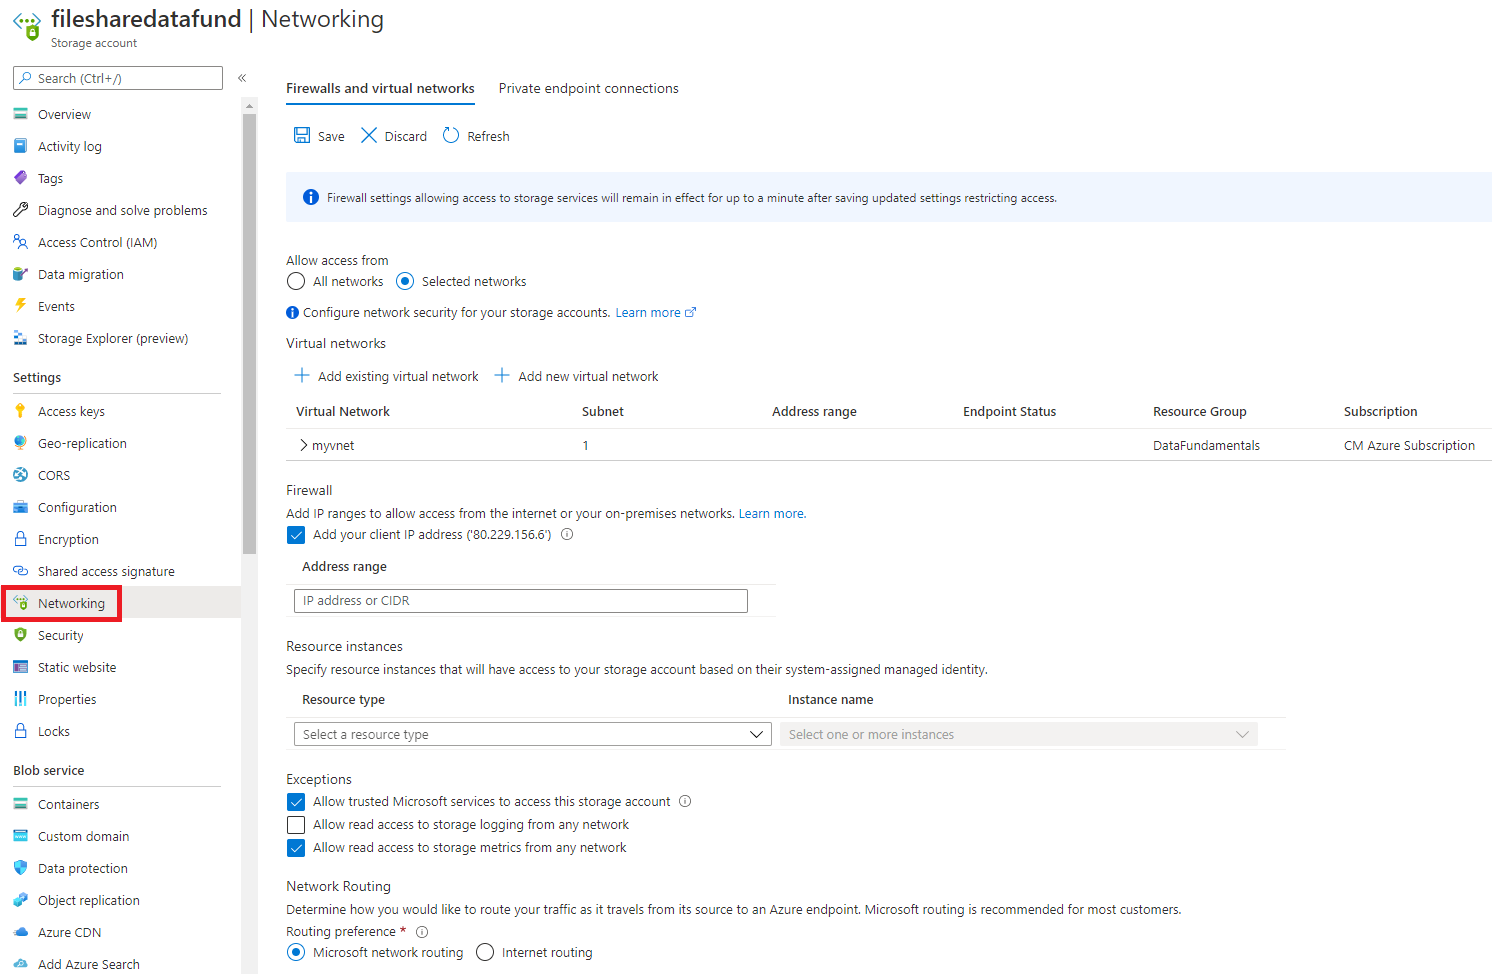 filesharedatafund | Networking
Storage account
Search (Ctrl+/)
«
Overview
Activity log
Tags
Diagnose and solve problems
Access Control (IAM)
Data migration
Events
Storage Explorer (preview)
Settings
Access keys
Geo-replication
CORS
Configuration
Encryption
Shared access signature
Networking
Security
Static website
Properties
Locks
Blob service
Containers
Custom domain
Data protection
Object replication
Azure CDN
Add Azure Search
Firewalls and virtual networks Private endpoint connections
Save Discard Refresh
Firewall settings allowing access to storage services will remain in effect for up to a minute after saving updated settings restricting access.
Allow access from
All networks Selected networks
Configure network security for your storage accounts. Learn more
Virtual networks
Add existing virtual network Add new virtual network
Virtual Network Subnet Address range Endpoint Status Resource Group Subscription
myvnet 1 DataFundamentals CM Azure Subscription
Firewall
Add IP ranges to allow access from the internet or your on-premises networks. Learn more.
Add your client IP address ('80.229.156.6')
Address range
IP address or CIDR
Resource instances
Specify resource instances that will have access to your storage account based on their system-assigned managed identity.
Resource type Instance name
Select a resource type Select one or more instances
Exceptions
Allow trusted Microsoft services to access this storage account
Allow read access to storage logging from any network
Allow read access to storage metrics from any network
Network Routing
Determine how you would like to route your traffic as it travels from its source to an Azure endpoint. Microsoft routing is recommended for most customers.
Routing preference *
Microsoft network routing Internet routing